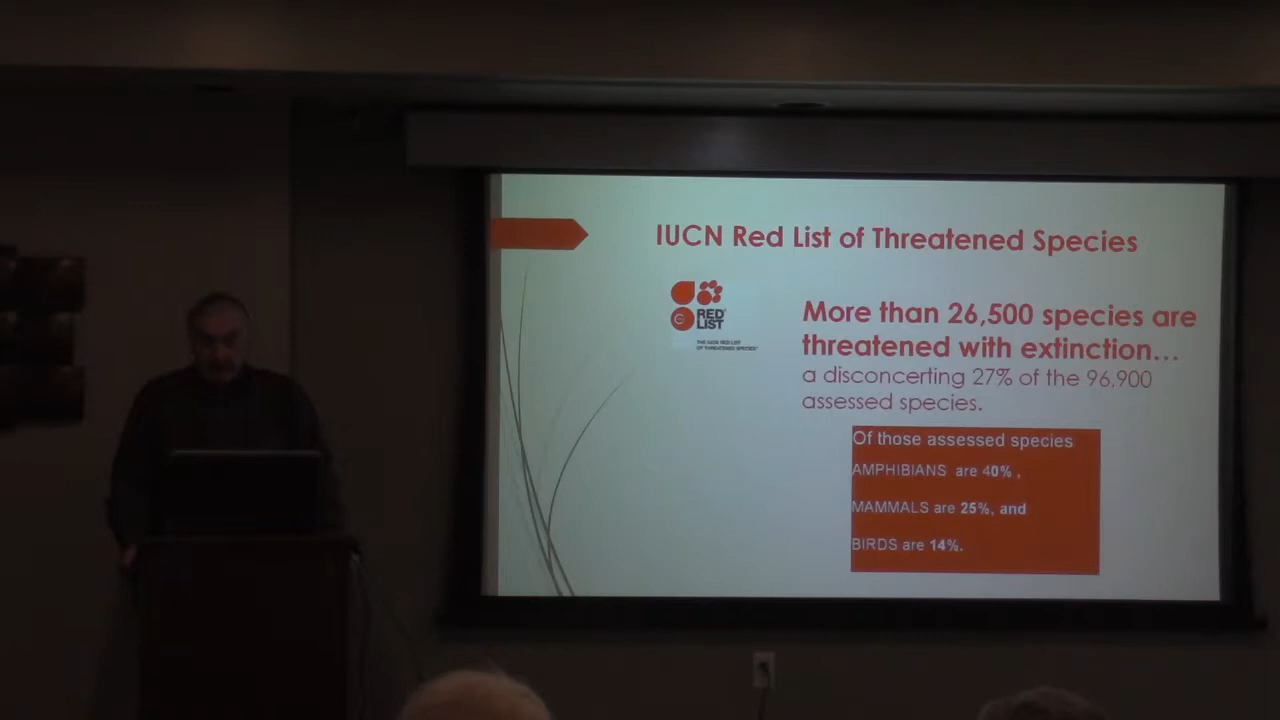 IUCN Red List of Threatened Species
RED
LIST
THE IUCN RED LIST
OF THREATENED SPECIES
More than 26,500 species are
threatened with extinction…
a disconcerting 27% of the 96,900
assessed species.
Of those assessed species
AMPHIBIANS are 40% ,
MAMMALS are 25%, and
BIRDS are 14%.